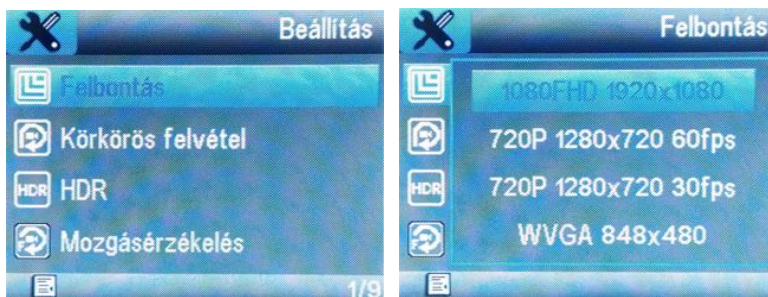 Beállítás
Felbontás
Körkörös felvétel
HDR HDR
Mozgásérzékelés
1/9
Felbontás
1080FHD 1920x1080
720P 1280x720 60fps
720P 1280x720 30fps
HDR
WVGA 848x480